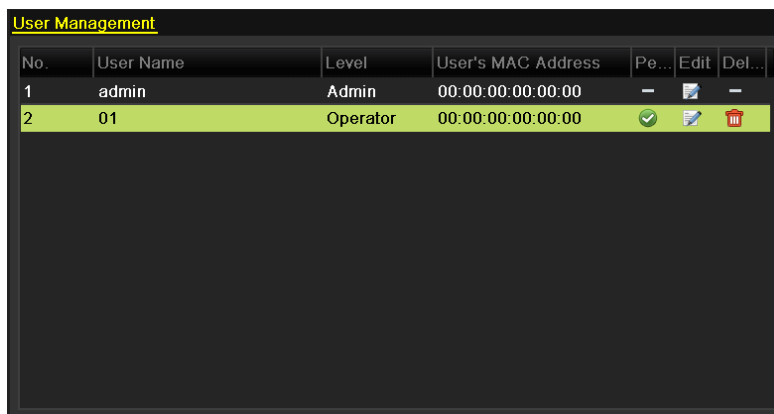 User Management
No. User Name Level User's MAC Address Pe... Edit Del...
1 admin Admin 00:00:00:00:00:00 –
2 01 Operator 00:00:00:00:00:00